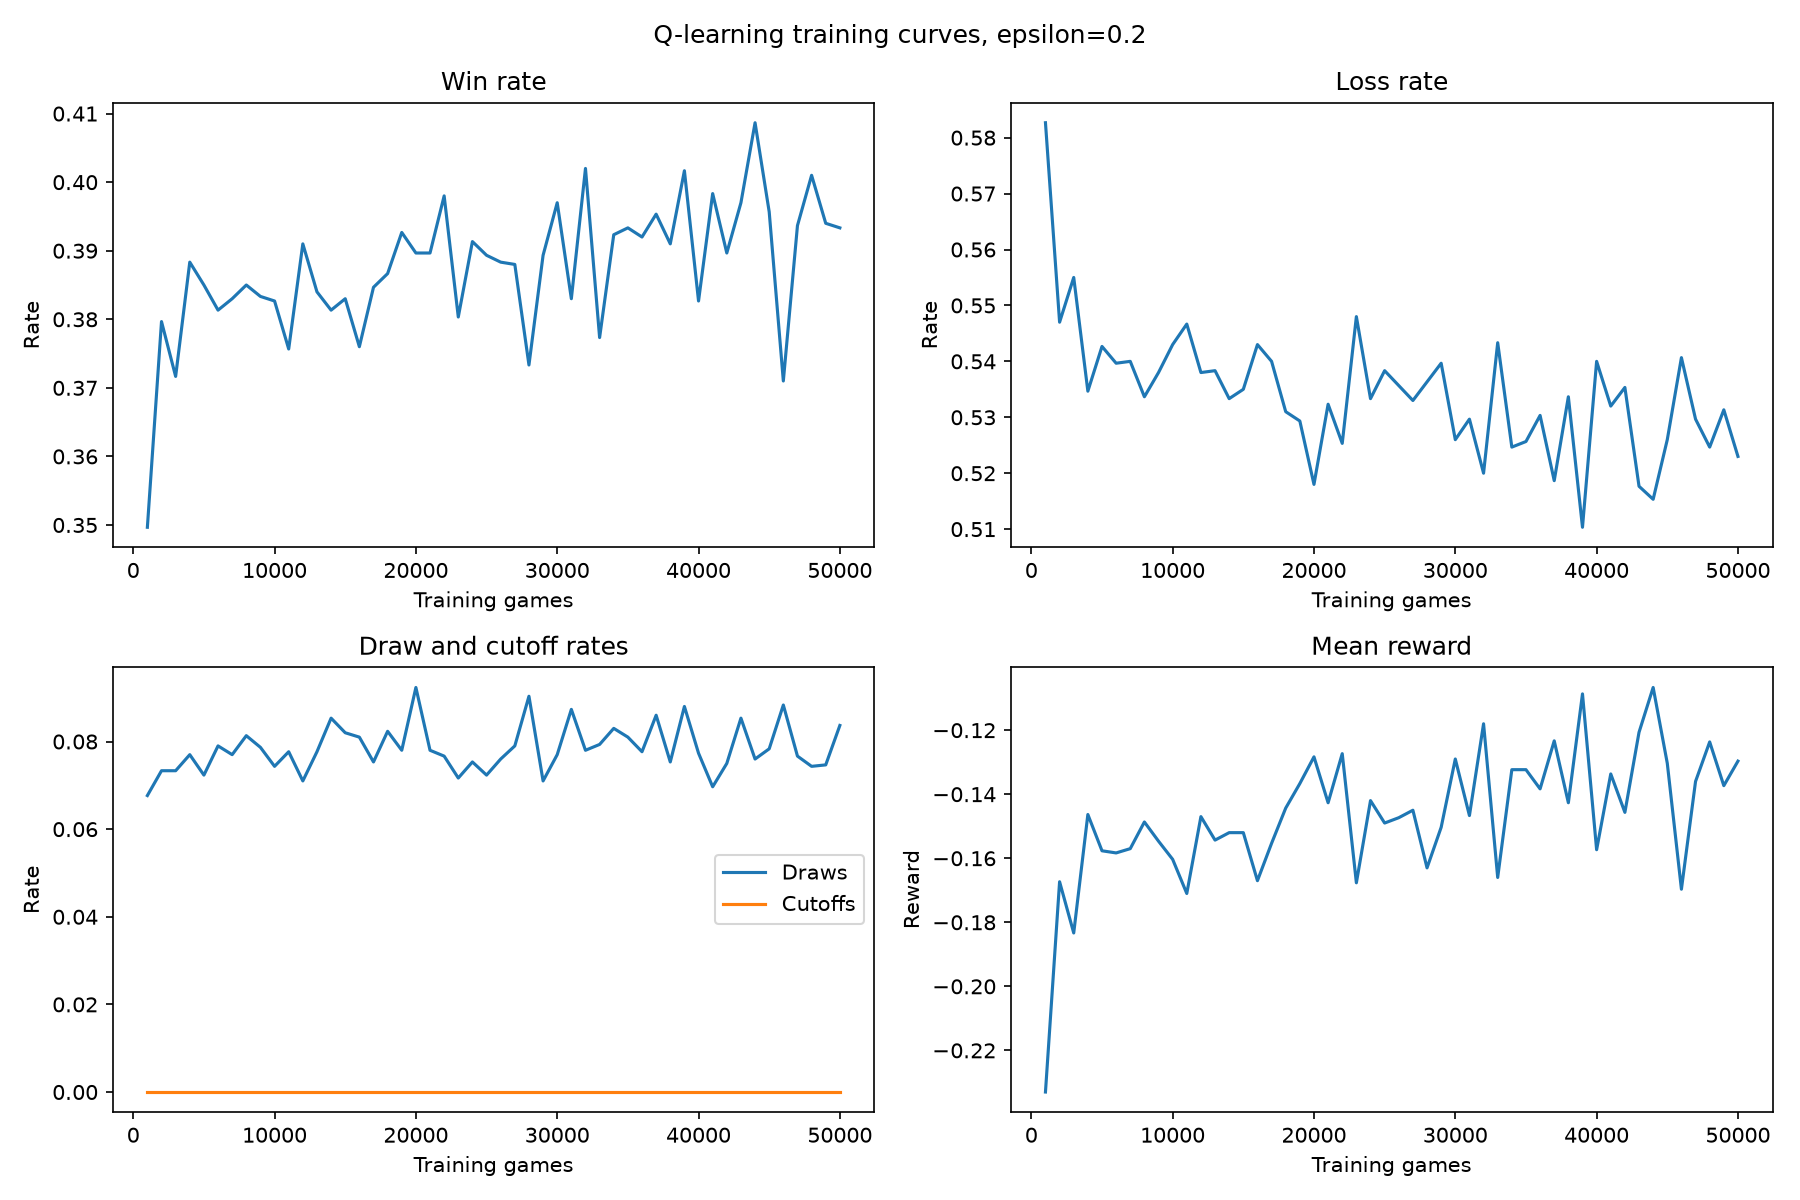 Q-learning training curves, epsilon=0.2
Win rate
Rate
0.41
0.40
0.39
0.38
0.37
0.36
0.35
0 10000 20000 30000 40000 50000
Training games
Loss rate
Rate
0.58
0.57
0.56
0.55
0.54
0.53
0.52
0.51
0 10000 20000 30000 40000 50000
Training games
Draw and cutoff rates
Rate
0.08
0.06
0.04
0.02
0.00
Draws
Cutoffs
0 10000 20000 30000 40000 50000
Training games
Mean reward
Reward
−0.12
−0.14
−0.16
−0.18
−0.20
−0.22
0 10000 20000 30000 40000 50000
Training games